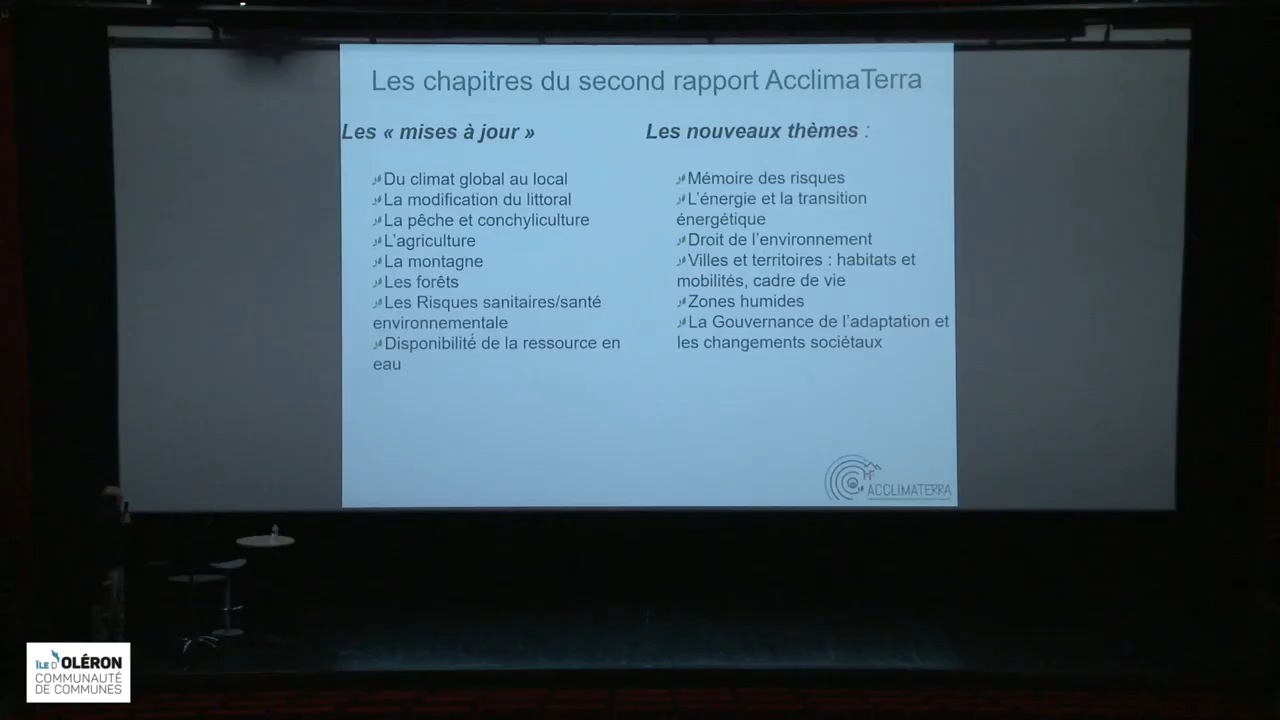 Les chapitres du second rapport AcclimaTerra
Les « mises à jour »
Du climat global au local
La modification du littoral
La pêche et conchyliculture
L'agriculture
La montagne
Les forêts
Les Risques sanitaires/santé
environnementale
Disponibilité de la ressource en
eau
Les nouveaux thèmes :
Mémoire des risques
L'énergie et la transition
énergétique
Droit de l'environnement
Villes et territoires : habitats et
mobilités, cadre de vie
Zones humides
La Gouvernance de l'adaptation et
les changements sociétaux
ACCLIMATERRA
ÎLE D'OLÉRON
COMMUNAUTÉ
DE COMMUNES